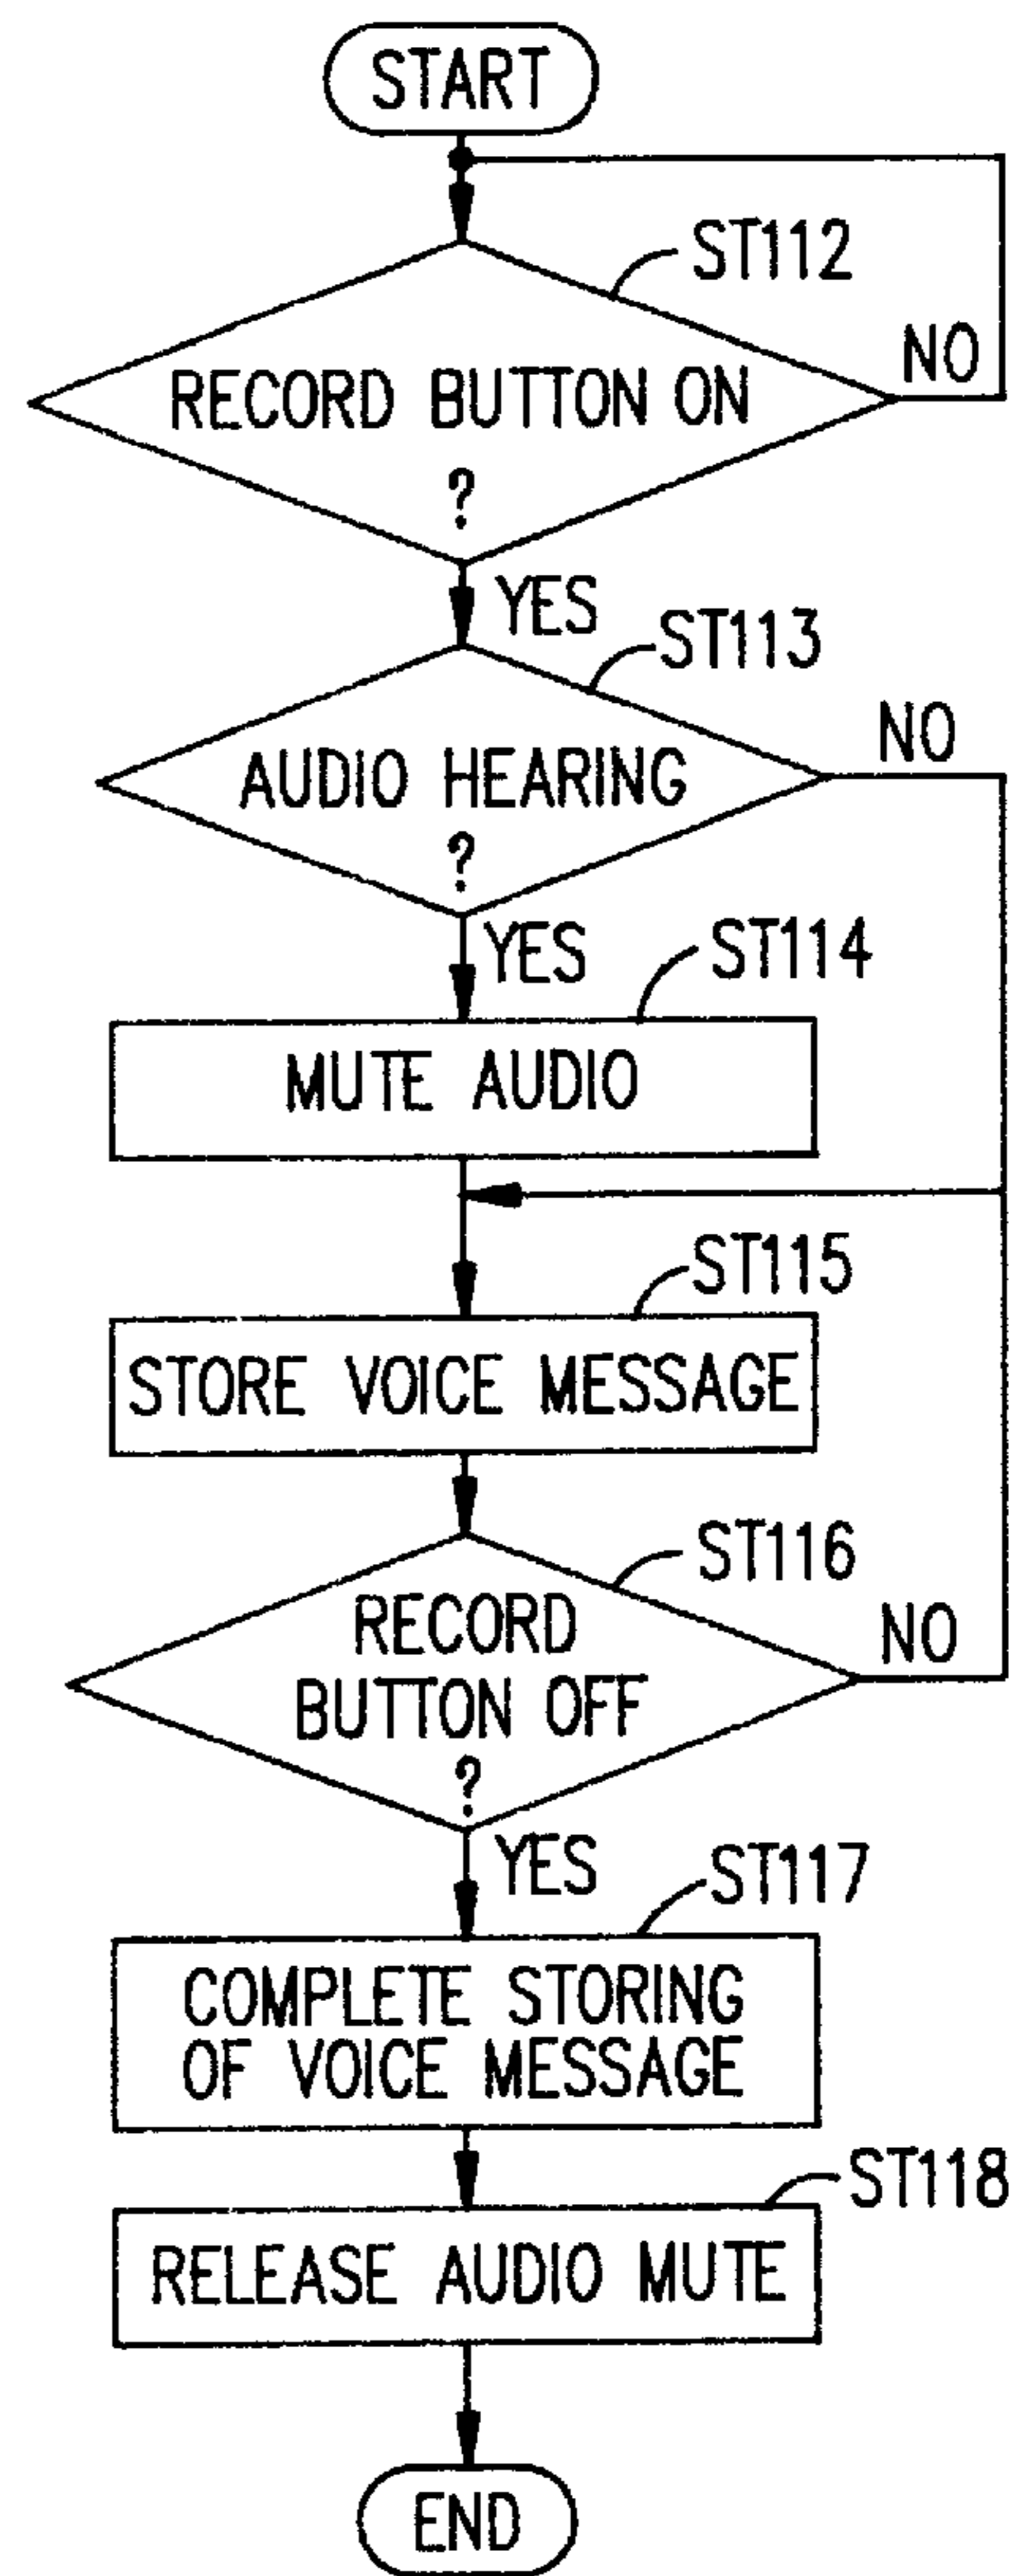 START
ST112
RECORD BUTTON ON
?
NO
YES
ST113
AUDIO HEARING
?
NO
YES
ST114
MUTE AUDIO
ST115
STORE VOICE MESSAGE
ST116
RECORD
BUTTON OFF
?
NO
YES
ST117
COMPLETE STORING
OF VOICE MESSAGE
ST118
RELEASE AUDIO MUTE
END